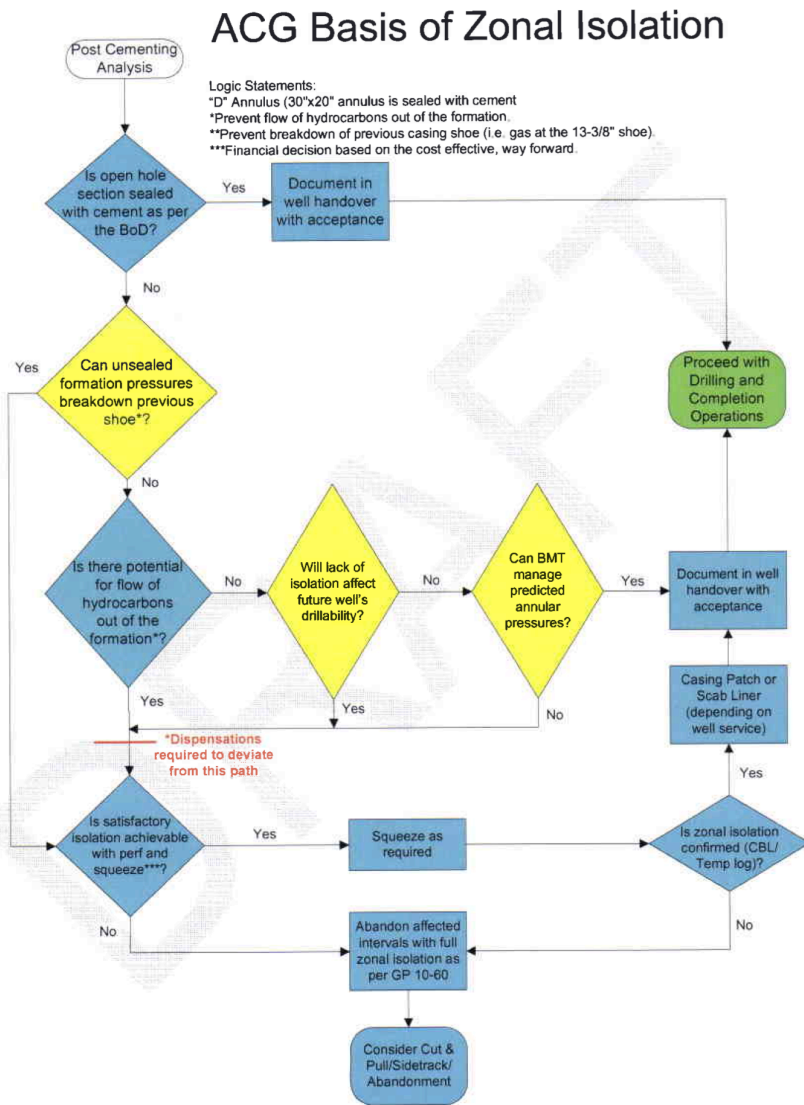 ACG Basis of Zonal Isolation
Post Cementing
Analysis
Logic Statements:
"D" Annulus (30"x20" annulus is sealed with cement
*Prevent flow of hydrocarbons out of the formation.
**Prevent breakdown of previous casing shoe (i.e. gas at the 13-3/8" shoe).
***Financial decision based on the cost effective, way forward.
Is open hole
section sealed
with cement as per
the BoD?
Yes
Document in
well handover
with acceptance
No
Can unsealed
formation pressures
breakdown previous
shoe*?
Yes
Proceed with
Drilling and
Completion
Operations
No
Is there potential
for flow of
hydrocarbons
out of the
formation*?
No
Will lack of
isolation affect
future well's
drillability?
No
Can BMT
manage
predicted
annular
pressures?
Yes
Document in well
handover with
acceptance
Yes
Yes
No
Casing Patch or
Scab Liner
(depending on
well service)
*Dispensations
required to deviate
from this path
Yes
Is satisfactory
isolation achievable
with perf and
squeeze***?
Yes
Squeeze as
required
Is zonal isolation
confirmed (CBL/
Temp log)?
No
No
Abandon affected
intervals with full
zonal isolation as
per GP 10-60
Consider Cut &
Pull/Sidetrack/
Abandonment
DRAFT